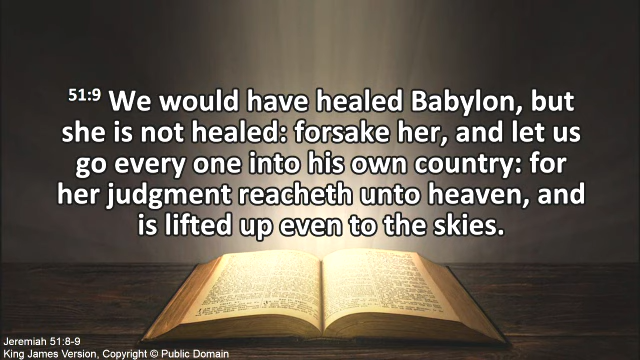 51:9 We would have healed Babylon, but
she is not healed: forsake her, and let us
go every one into his own country: for
her judgment reacheth unto heaven, and
is lifted up even to the skies.
Jeremiah 51:8-9
King James Version, Copyright © Public Domain